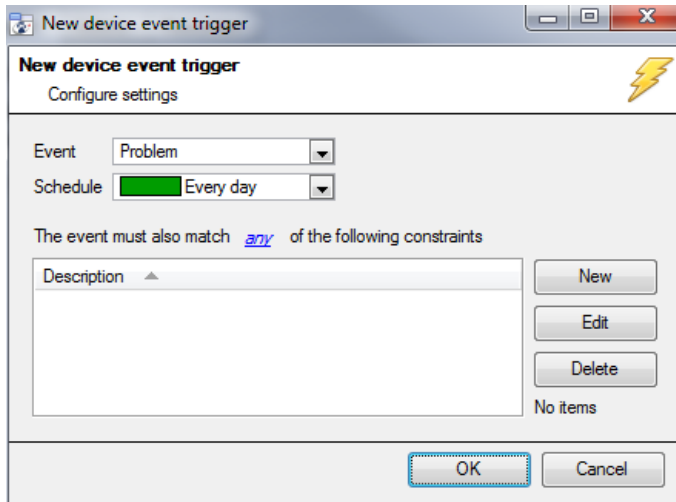 New device event trigger
New device event trigger
Configure settings
Event Problem
Schedule Every day
The event must also match any of the following constraints
Description
New
Edit
Delete
No items
OK Cancel